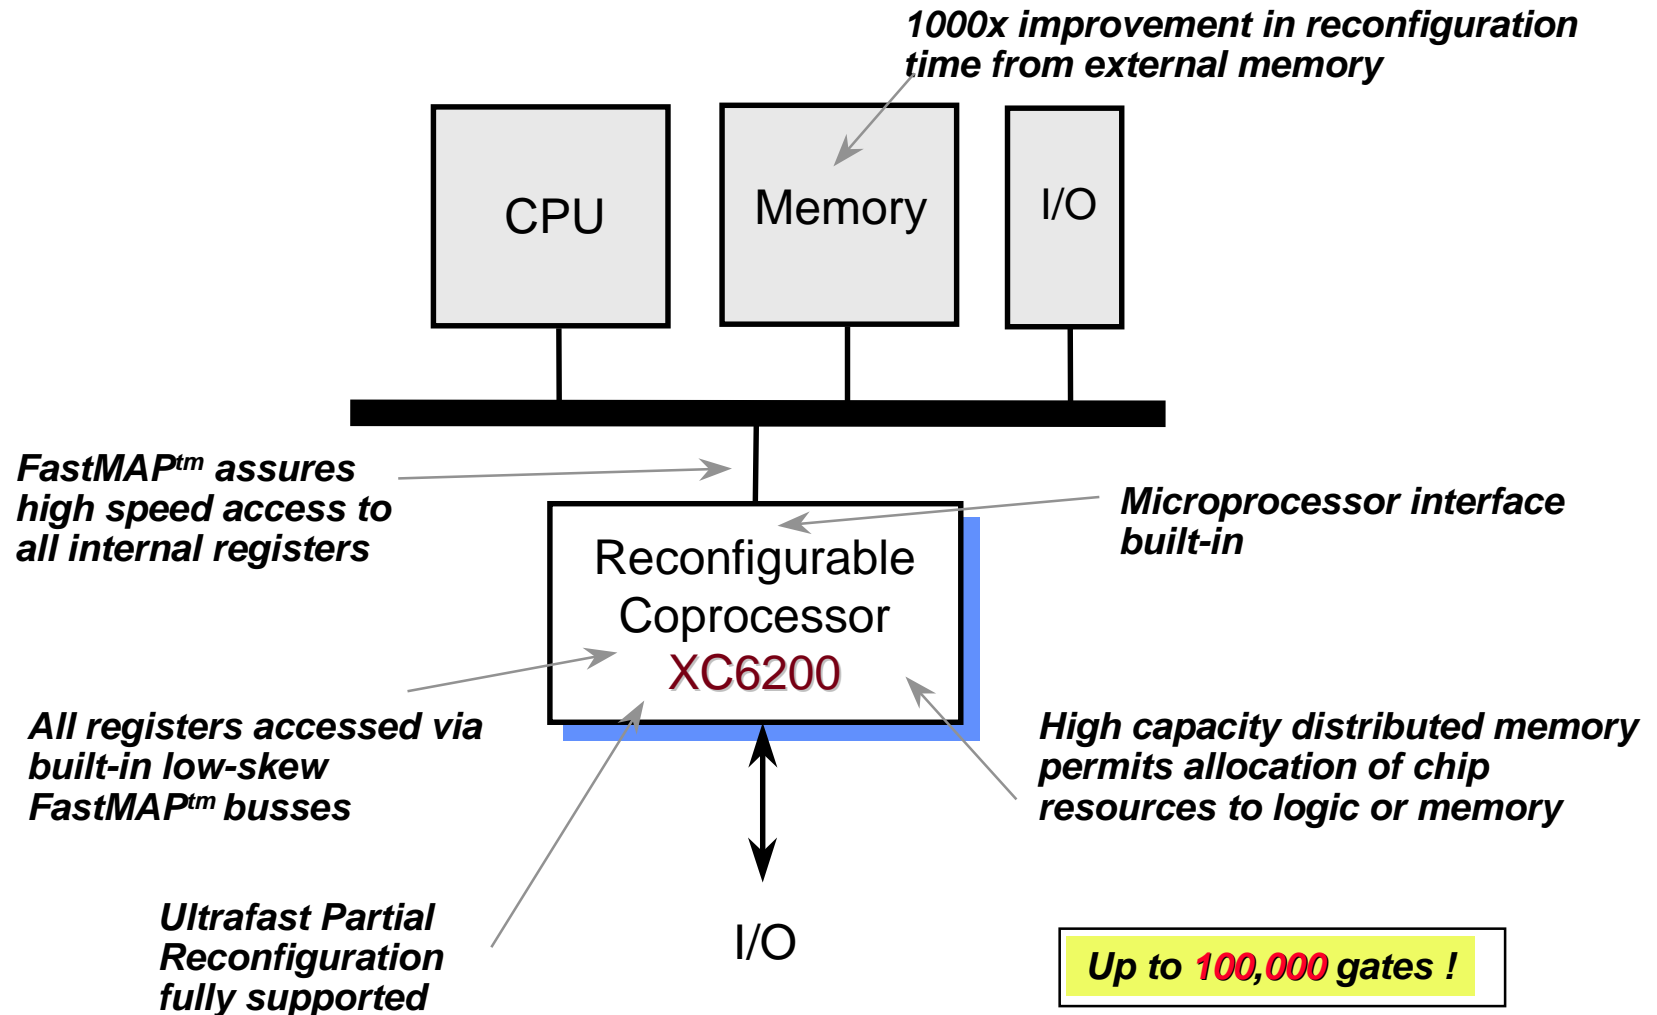 1000x improvement in reconfiguration
time from external memory
CPU
Memory
I/O
FastMAPtm assures
high speed access to
all internal registers
Microprocessor interface
built-in
Reconfigurable
Coprocessor
XC6200
All registers accessed via
built-in low-skew
FastMAPtm busses
High capacity distributed memory
permits allocation of chip
resources to logic or memory
Ultrafast Partial
Reconfiguration
fully supported
I/O
Up to 100,000 gates !